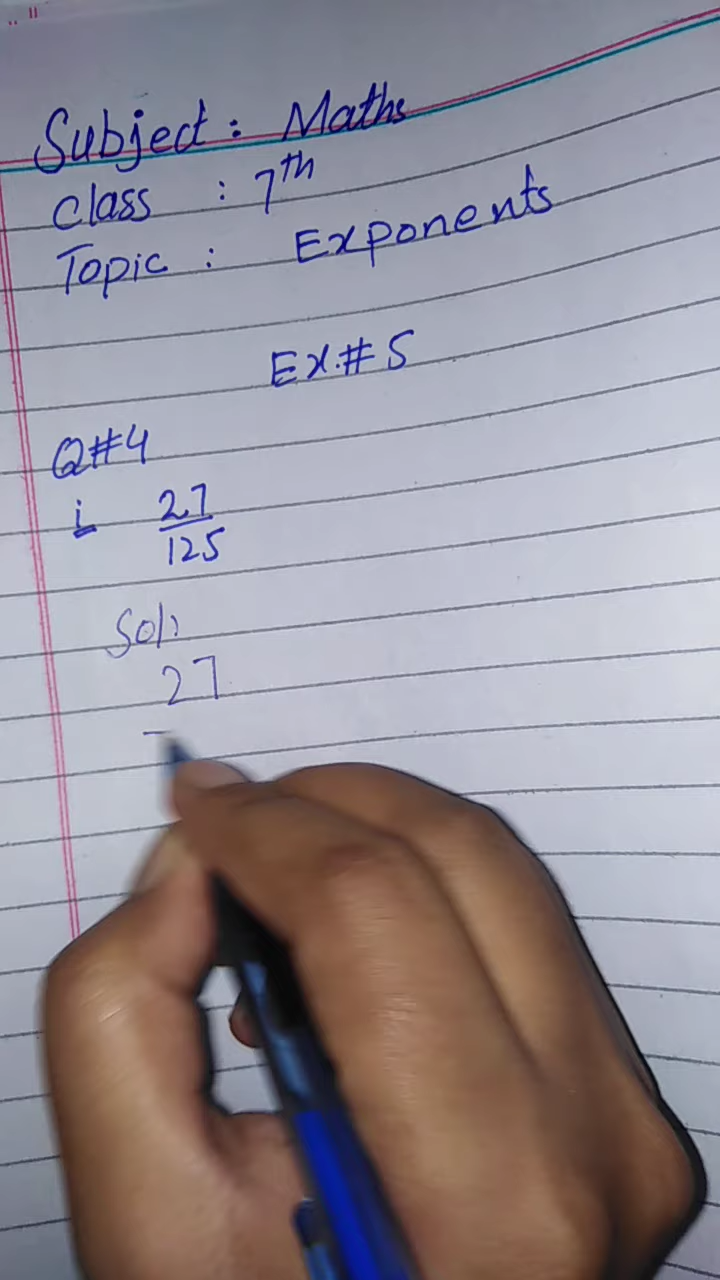 Subject: Maths
Class : 7th
Topic : Exponents
Ex.# 5
Q#4
i 27
125
Sol:
27